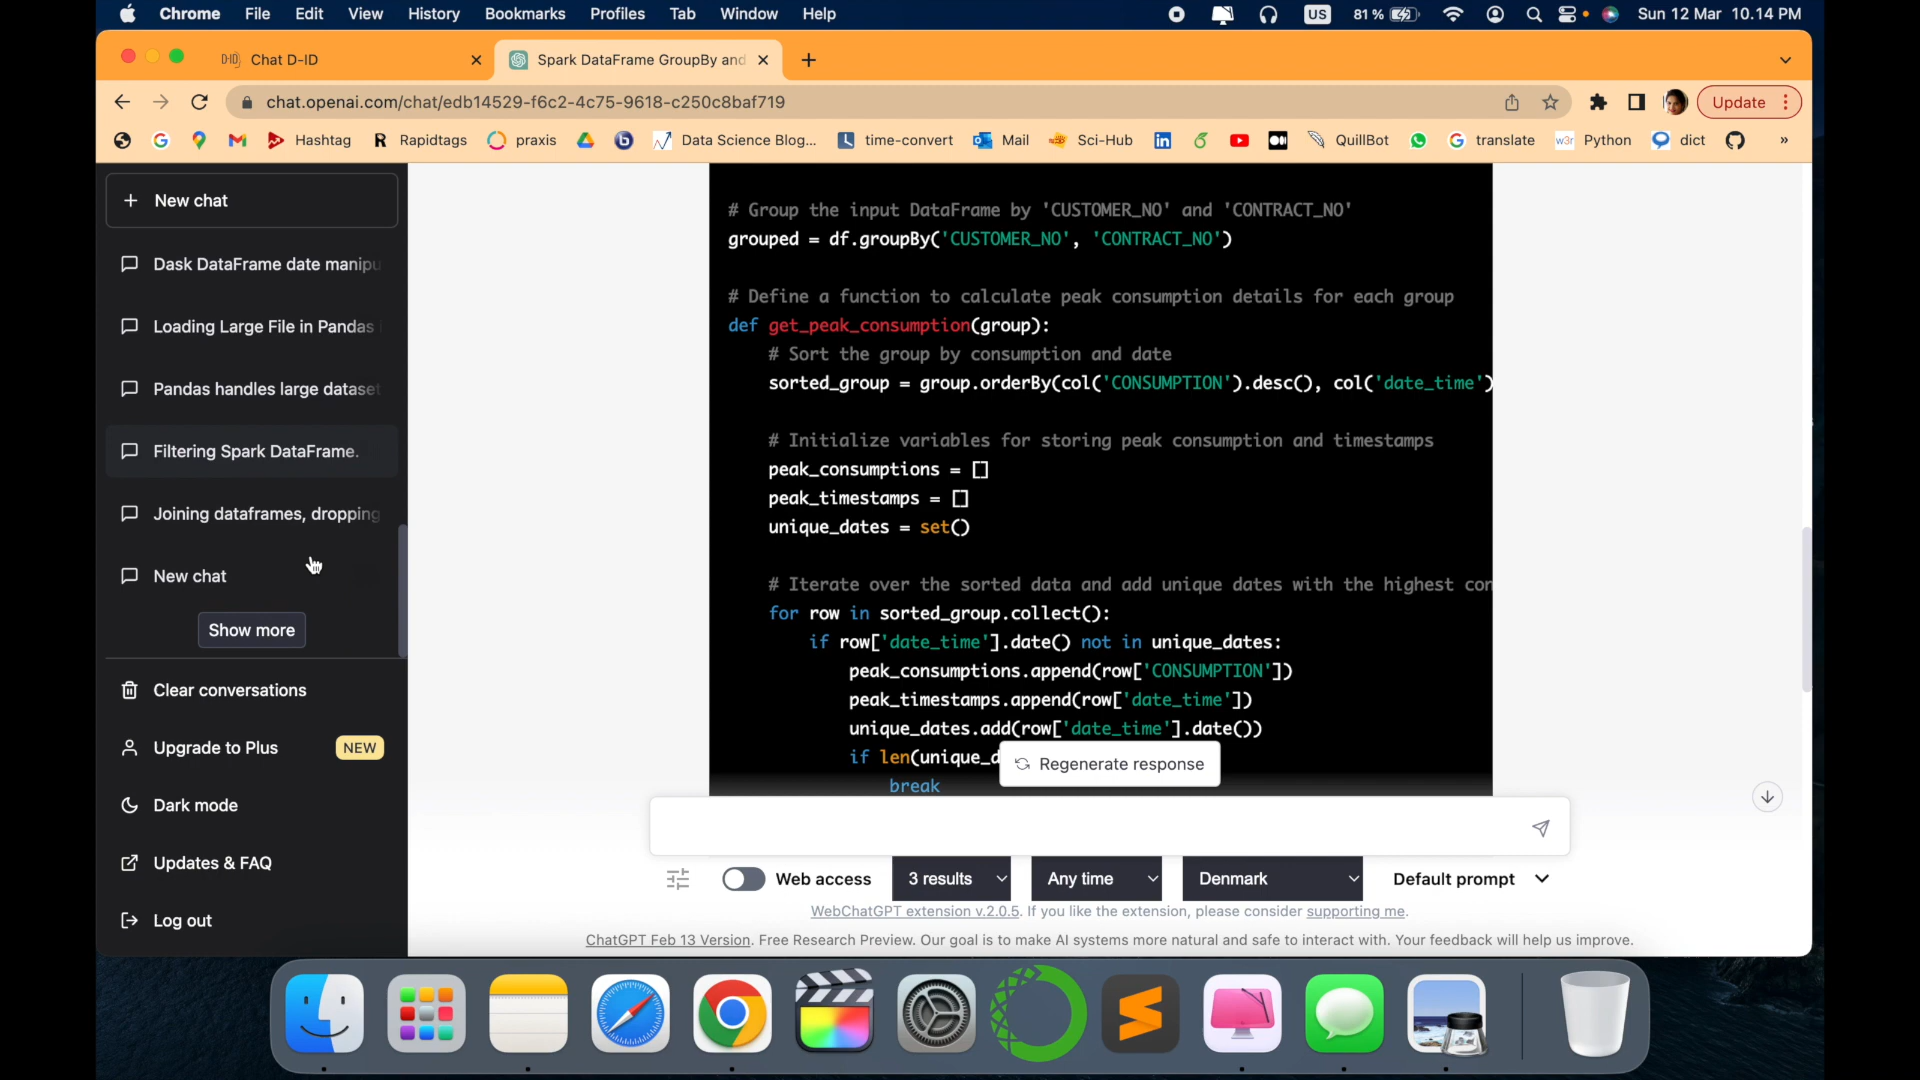 Chrome File Edit View History Bookmarks Profiles Tab Window Help US 81 % Sun 12 Mar 10.14 PM
D-ID Chat D-ID Spark DataFrame GroupBy and
chat.openai.com/chat/edb14529-f6c2-4c75-9618-c250c8baf719 Update
Hashtag R Rapidtags praxis Data Science Blog... time-convert Mail Sci-Hub QuillBot translate w3r Python dict »
+ New chat
Dask DataFrame date manipu
Loading Large File in Pandas
Pandas handles large dataset
Filtering Spark DataFrame.
Joining dataframes, dropping
New chat
Show more
Clear conversations
Upgrade to Plus NEW
Dark mode
Updates & FAQ
Log out
# Group the input DataFrame by 'CUSTOMER_NO' and 'CONTRACT_NO'
grouped = df.groupBy('CUSTOMER_NO', 'CONTRACT_NO')
# Define a function to calculate peak consumption details for each group
def get_peak_consumption(group):
# Sort the group by consumption and date
sorted_group = group.orderBy(col('CONSUMPTION').desc(), col('date_time')
# Initialize variables for storing peak consumption and timestamps
peak_consumptions = []
peak_timestamps = []
unique_dates = set()
# Iterate over the sorted data and add unique dates with the highest con
for row in sorted_group.collect():
if row['date_time'].date() not in unique_dates:
peak_consumptions.append(row['CONSUMPTION'])
peak_timestamps.append(row['date_time'])
unique_dates.add(row['date_time'].date())
if len(unique_d
break
Regenerate response
Web access 3 results Any time Denmark Default prompt
WebChatGPT extension v.2.0.5. If you like the extension, please consider supporting me.
ChatGPT Feb 13 Version. Free Research Preview. Our goal is to make AI systems more natural and safe to interact with. Your feedback will help us improve.